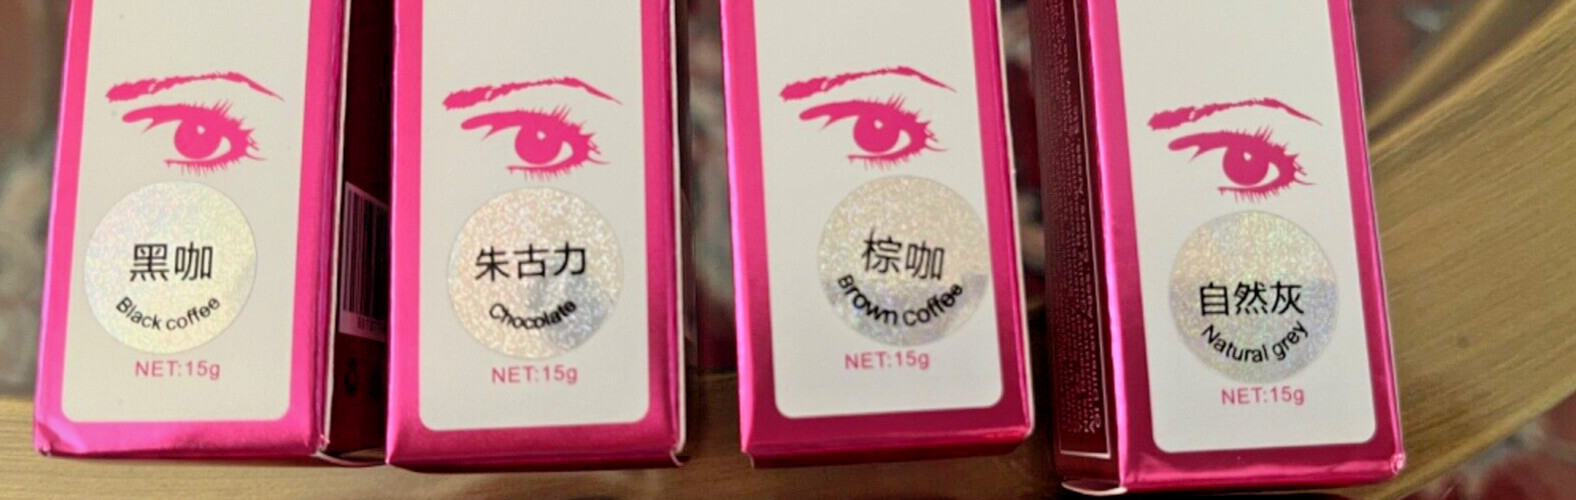 黑咖
Black coffee
NET:15g
朱古力
Chocolate
NET:15g
棕咖
Brown coffee
NET:15g
自然灰
Natural grey
NET:15g